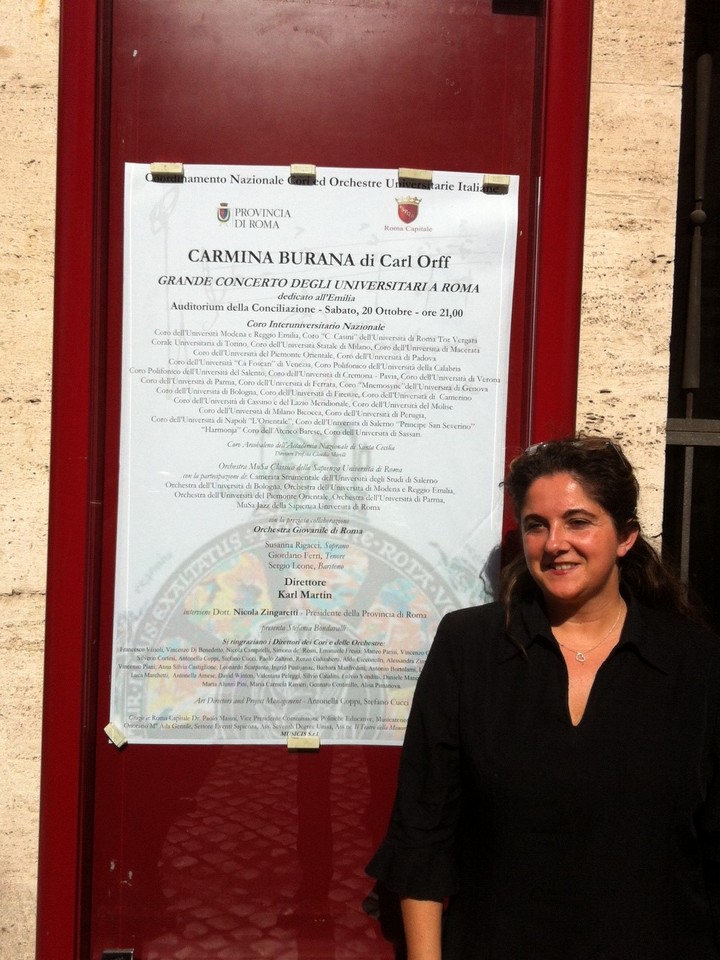 Coordinamento Nazionale Cori ed Orchestre Universitarie Italiane
PROVINCIA
DI ROMA
Roma Capitale
CARMINA BURANA di Carl Orff
GRANDE CONCERTO DEGLI UNIVERSITARI A ROMA
dedicato all'Emilia
Auditorium della Conciliazione - Sabato, 20 Ottobre - ore 21,00
Coro Interuniversitario Nazionale
Coro dell'Università Modena e Reggio Emilia, Coro "C. Casini" dell'Università di Roma Tor Vergata
Corale Universitaria di Torino, Coro dell'Università Statale di Milano, Coro dell'Università di Macerata
Coro dell'Università del Piemonte Orientale, Coro dell'Università di Padova
Coro dell'Università "Cà Foscari" di Venezia, Coro Polifonico dell'Università della Calabria
Coro Polifonico dell'Università del Salerno, Coro dell'Università di Cremona - Pavia, Coro dell'Università di Verona
Coro dell'Università di Parma, Coro dell'Università di Ferrara, Coro "Mnemosyne" dell'Università di Genova
Coro dell'Università di Bologna, Coro dell'Università di Firenze, Coro dell'Università di Camerino
Coro dell'Università di Cassino e del Lazio Meridionale, Coro dell'Università del Molise
Coro dell'Università di Milano Bicocca, Coro dell'Università di Perugia,
Coro dell'Università di Napoli "L'Orientale", Coro dell'Università di Salerno "Principe San Severino"
"Harmonja" Coro dell'Ateneo Barese, Coro dell'Università di Sassari
Coro Arcobaleno dell'Accademia Nazionale di Santa Cecilia
Orchestra MuSa Classica della Sapienza Università di Roma
con la partecipazione di: Camerata Strumentale dell'Università degli Studi di Salerno
Orchestra dell'Università di Bologna, Orchestra dell'Università di Modena e Reggio Emilia,
Orchestra dell'Università del Piemonte Orientale, Orchestra dell'Università di Parma,
MuSa Jazz della Sapienza Università di Roma
con la preziosa collaborazione
Orchestra Giovanile di Roma
Susanna Rigacci, Soprano
Giordano Ferri, Tenore
Sergio Leone, Baritono
Direttore
Karl Martin
interviene Dott. Nicola Zingaretti - Presidente della Provincia di Roma
presenta Stefania
Si ringraziano i Direttori dei Cori e delle Orchestre:
Art Directors and Project Management - Antonella Coppi, Stefano Cucci
MUSICIS S.r.l.